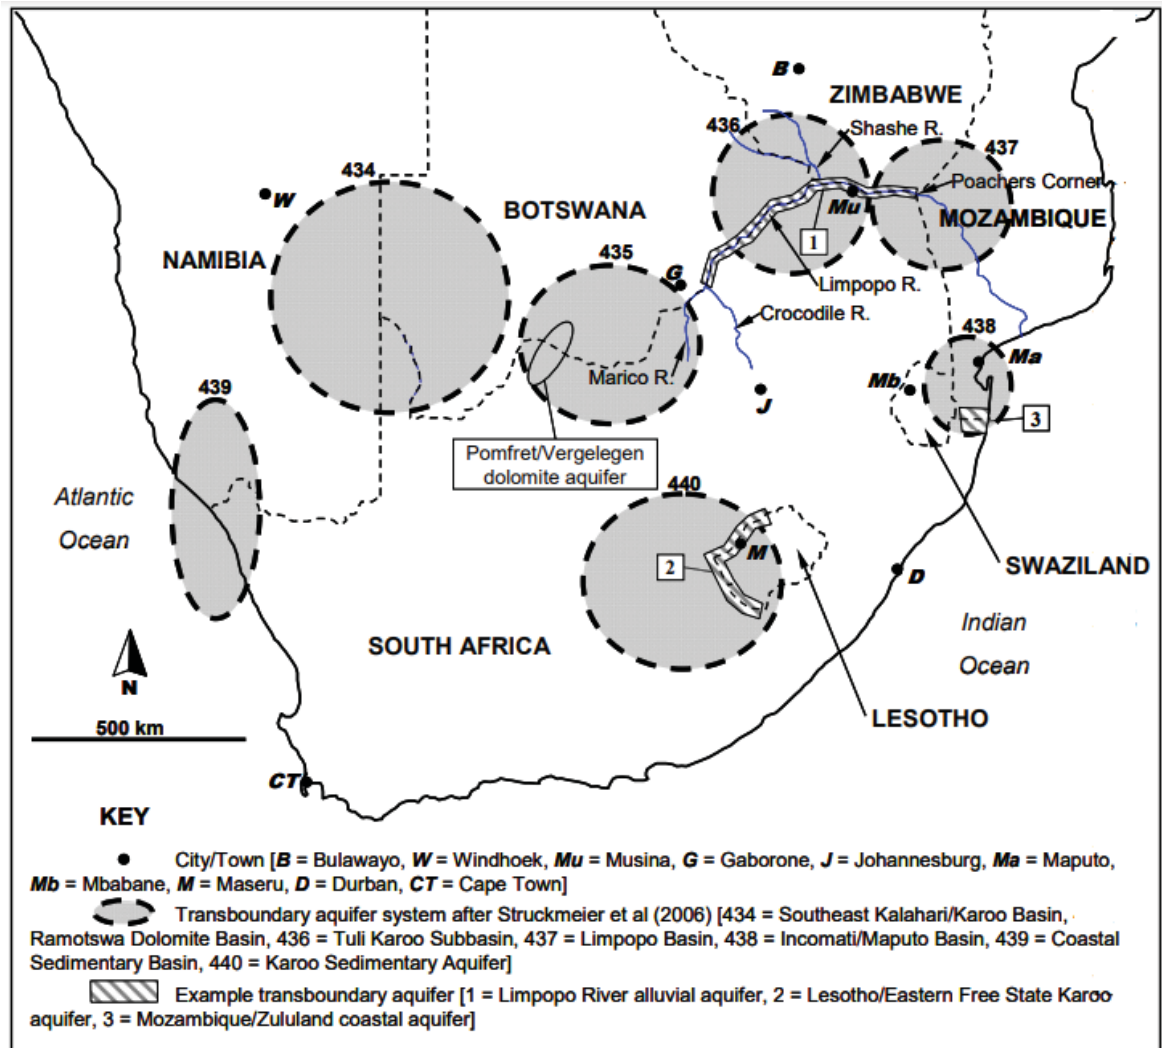 B
ZIMBABWE
436
Shashe R.
437
434
Poachers Corner
W
Mu
BOTSWANA
MOZAMBIQUE
1
435
NAMIBIA
G
Limpopo R.
Crocodile R.
438
Ma
Marico R.
Mb
439
J
3
Pomfret/Vergelegen
dolomite aquifer
440
Atlantic
Ocean
M
2
SWAZILAND
D
Indian
Ocean
SOUTH AFRICA
N
LESOTHO
500 km
CT
KEY
City/Town [B = Bulawayo, W = Windhoek, Mu = Musina, G = Gaborone, J = Johannesburg, Ma = Maputo,
Mb = Mbabane, M = Maseru, D = Durban, CT = Cape Town]
Transboundary aquifer system after Struckmeier et al (2006) [434 = Southeast Kalahari/Karoo Basin,
Ramotswa Dolomite Basin, 436 = Tuli Karoo Subbasin, 437 = Limpopo Basin, 438 = Incomati/Maputo Basin, 439 = Coastal
Sedimentary Basin, 440 = Karoo Sedimentary Aquifer]
Example transboundary aquifer [1 = Limpopo River alluvial aquifer, 2 = Lesotho/Eastern Free State Karoo
aquifer, 3 = Mozambique/Zululand coastal aquifer]